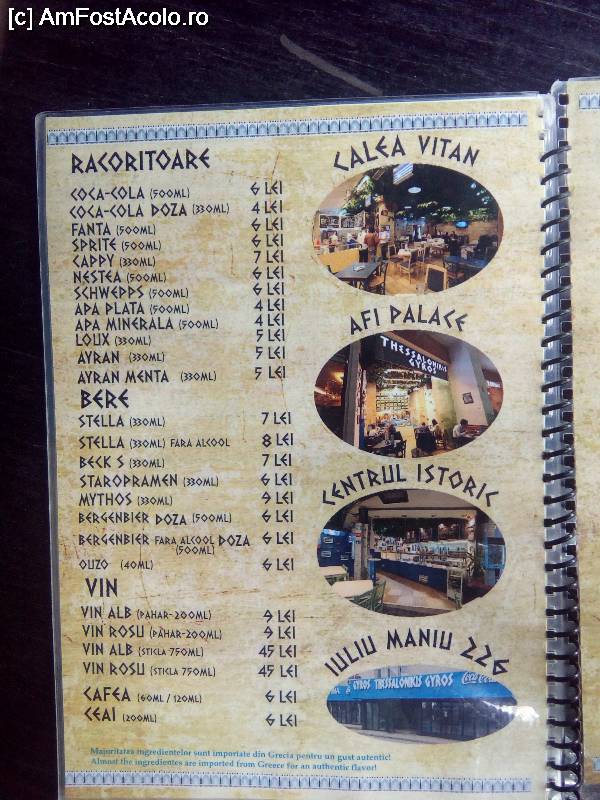 [c] AmFostAcolo.ro
RACORITOARE
COCA-COLA (500ML) 6 LEI
COCA-COLA DOZA (330ML) 4 LEI
FANTA (500ML) 6 LEI
SPRITE (500ML) 6 LEI
CAPPY (330ML) 7 LEI
NESTEA (500ML) 6 LEI
SCHWEPPS (500ML) 6 LEI
APA PLATA (500ML) 4 LEI
APA MINERALA (500ML) 4 LEI
LOUX (330ML) 5 LEI
AYRAN (330ML) 5 LEI
AYRAN MENTA (330ML) 5 LEI
BERE
STELLA (330ML) 7 LEI
STELLA (330ML) FARA ALCOOL 8 LEI
BECK S (330ML) 7 LEI
STAROPRAMEN (330ML) 6 LEI
MYTHOS (330ML) 9 LEI
BERGENBIER DOZA (500ML) 6 LEI
BERGENBIER FARA ALCOOL DOZA 6 LEI
(500ML)
OUZO (40ML) 6 LEI
VIN
VIN ALB (PAHAR-200ML) 9 LEI
VIN ROSU (PAHAR-200ML) 9 LEI
VIN ALB (STICLA 750ML) 45 LEI
VIN ROSU (STICLA 750ML) 45 LEI
CAFEA (60ML / 120ML) 6 LEI
CEAI (200ML) 6 LEI
CALEA VITAN
AFI PALACE
THESSALONIKIS
GYROS
CENTRUL ISTORIC
IULIU MANIU 226
GYROS THESSALONIKIS GYROS
Majoritatea ingredientelor sunt importate din Grecia pentru un gust autentic!
Almost the ingredientes are imported from Greece for an authentic flavor!